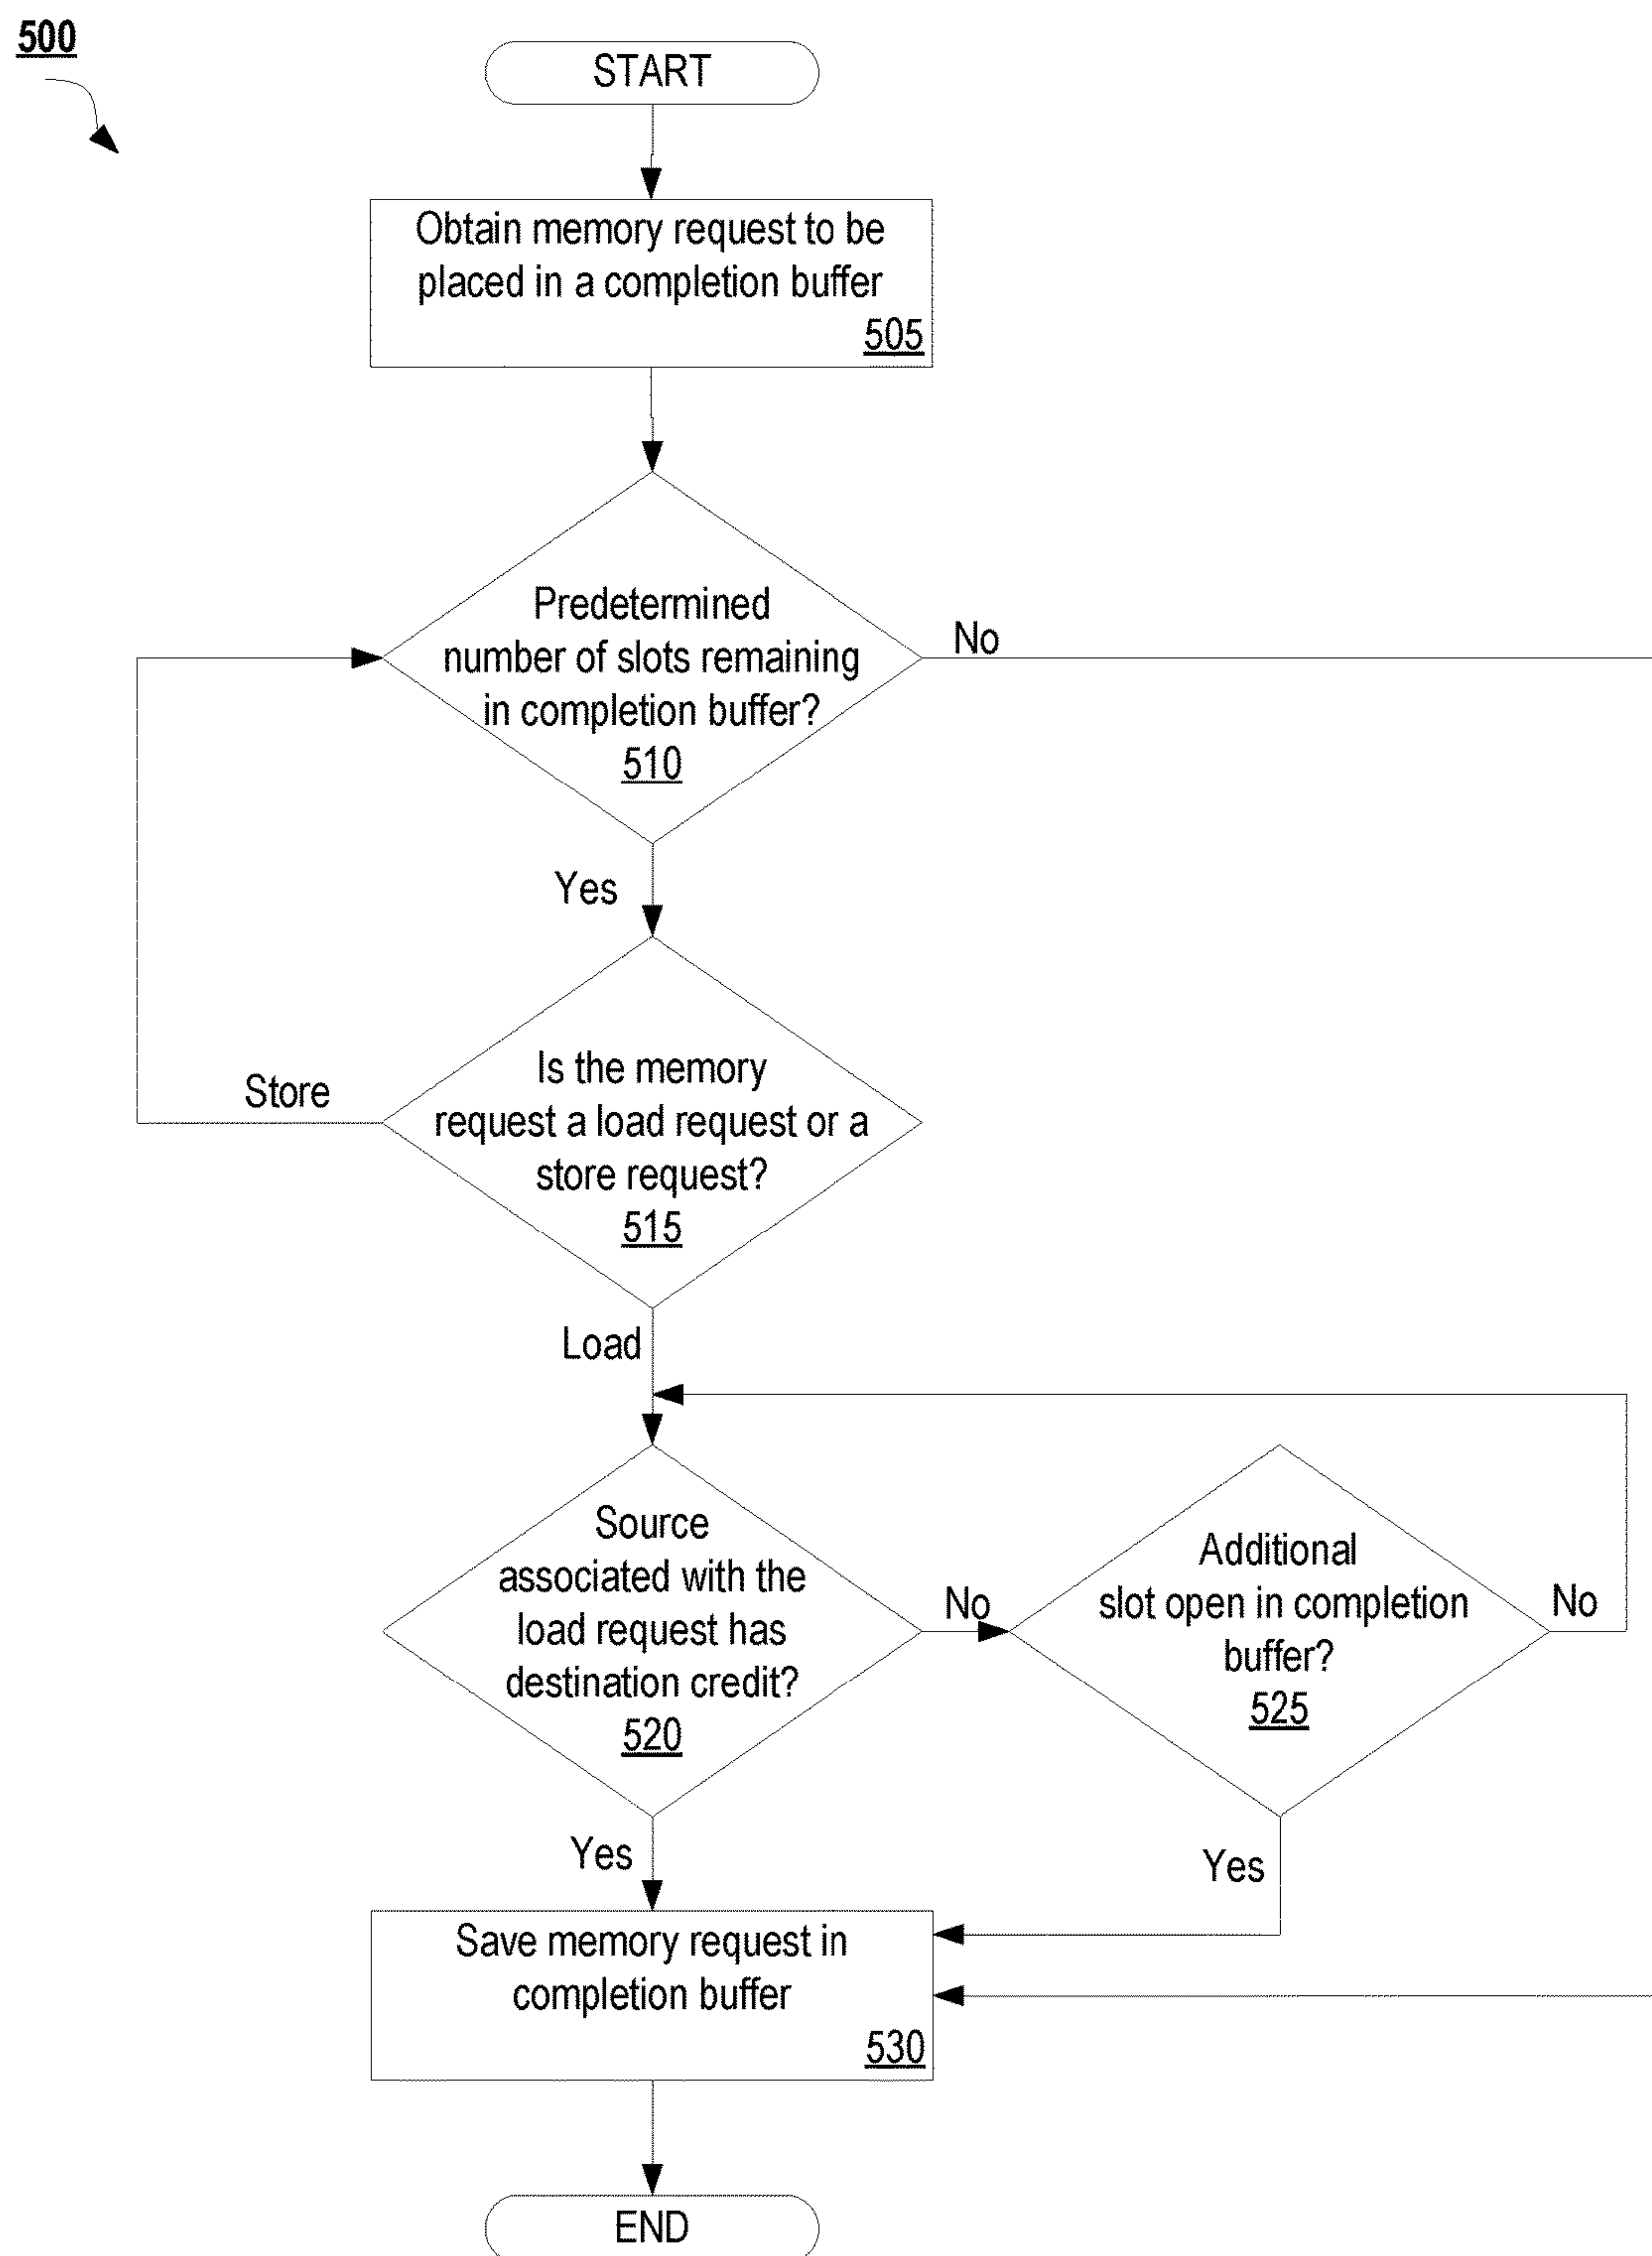 500
START
Obtain memory request to be
placed in a completion buffer
505
Predetermined
number of slots remaining
in completion buffer?
510
No
Yes
Is the memory
request a load request or a
store request?
515
Store
Load
Source
associated with the
load request has
destination credit?
520
No
Additional
slot open in completion
buffer?
525
No
Yes
Yes
Save memory request in
completion buffer
530
END